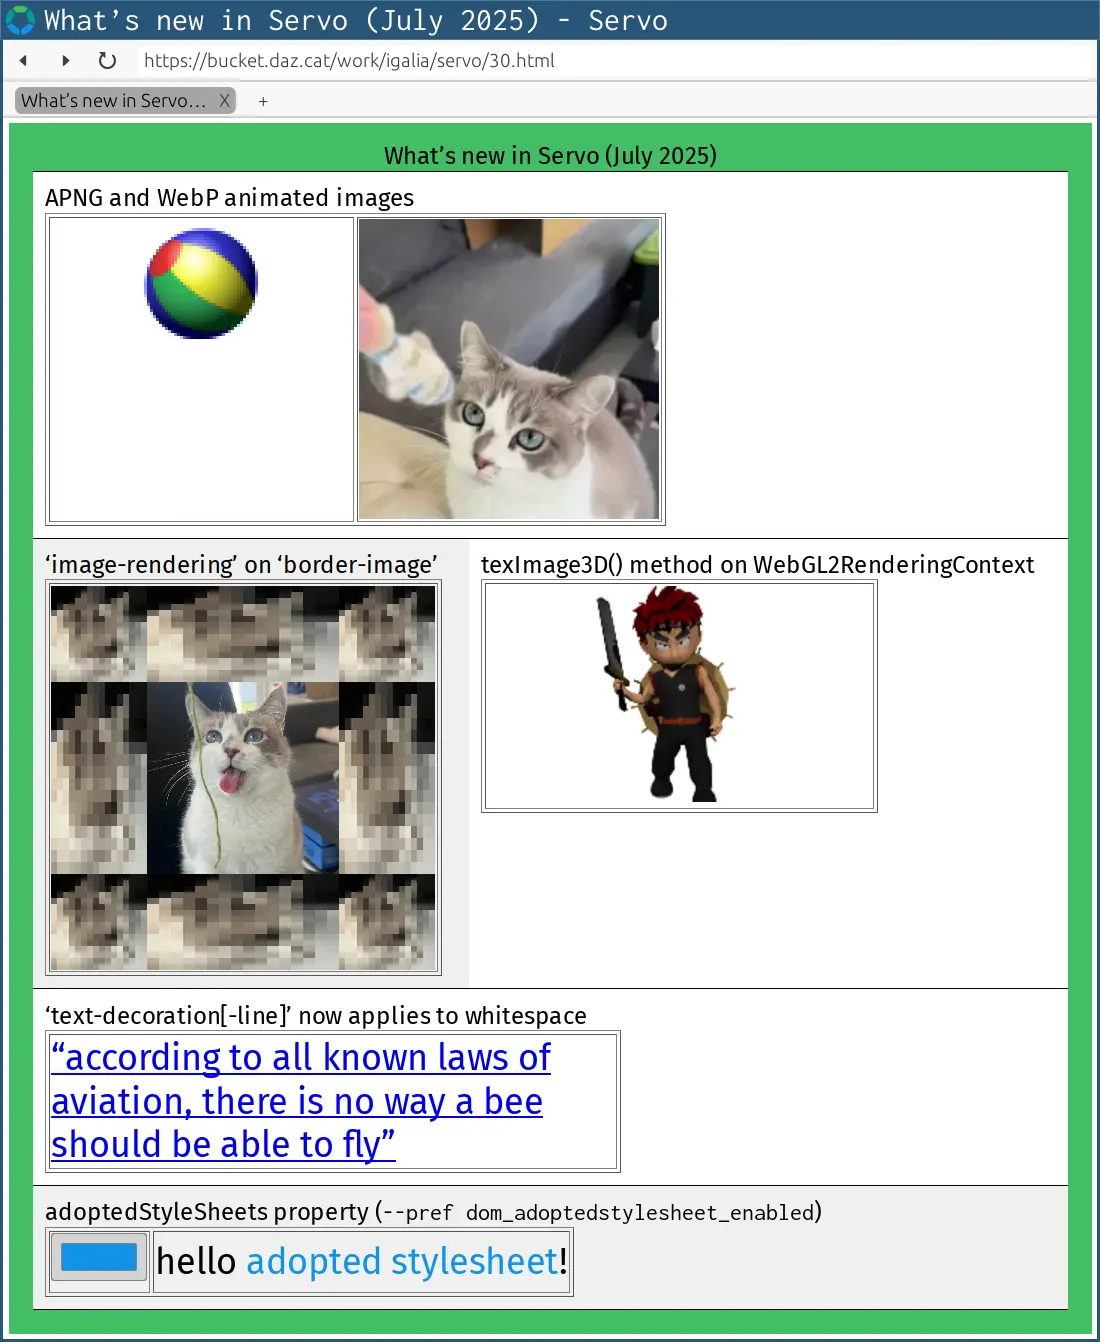 What’s new in Servo (July 2025) - Servo
https://bucket.daz.cat/work/igalia/servo/30.html
What’s new in Servo… X +
What’s new in Servo (July 2025)
APNG and WebP animated images
‘image-rendering’ on ‘border-image’
texImage3D() method on WebGL2RenderingContext
‘text-decoration[-line]’ now applies to whitespace
“according to all known laws of
aviation, there is no way a bee
should be able to fly”
adoptedStyleSheets property (--pref dom_adoptedstylesheet_enabled)
hello adopted stylesheet!